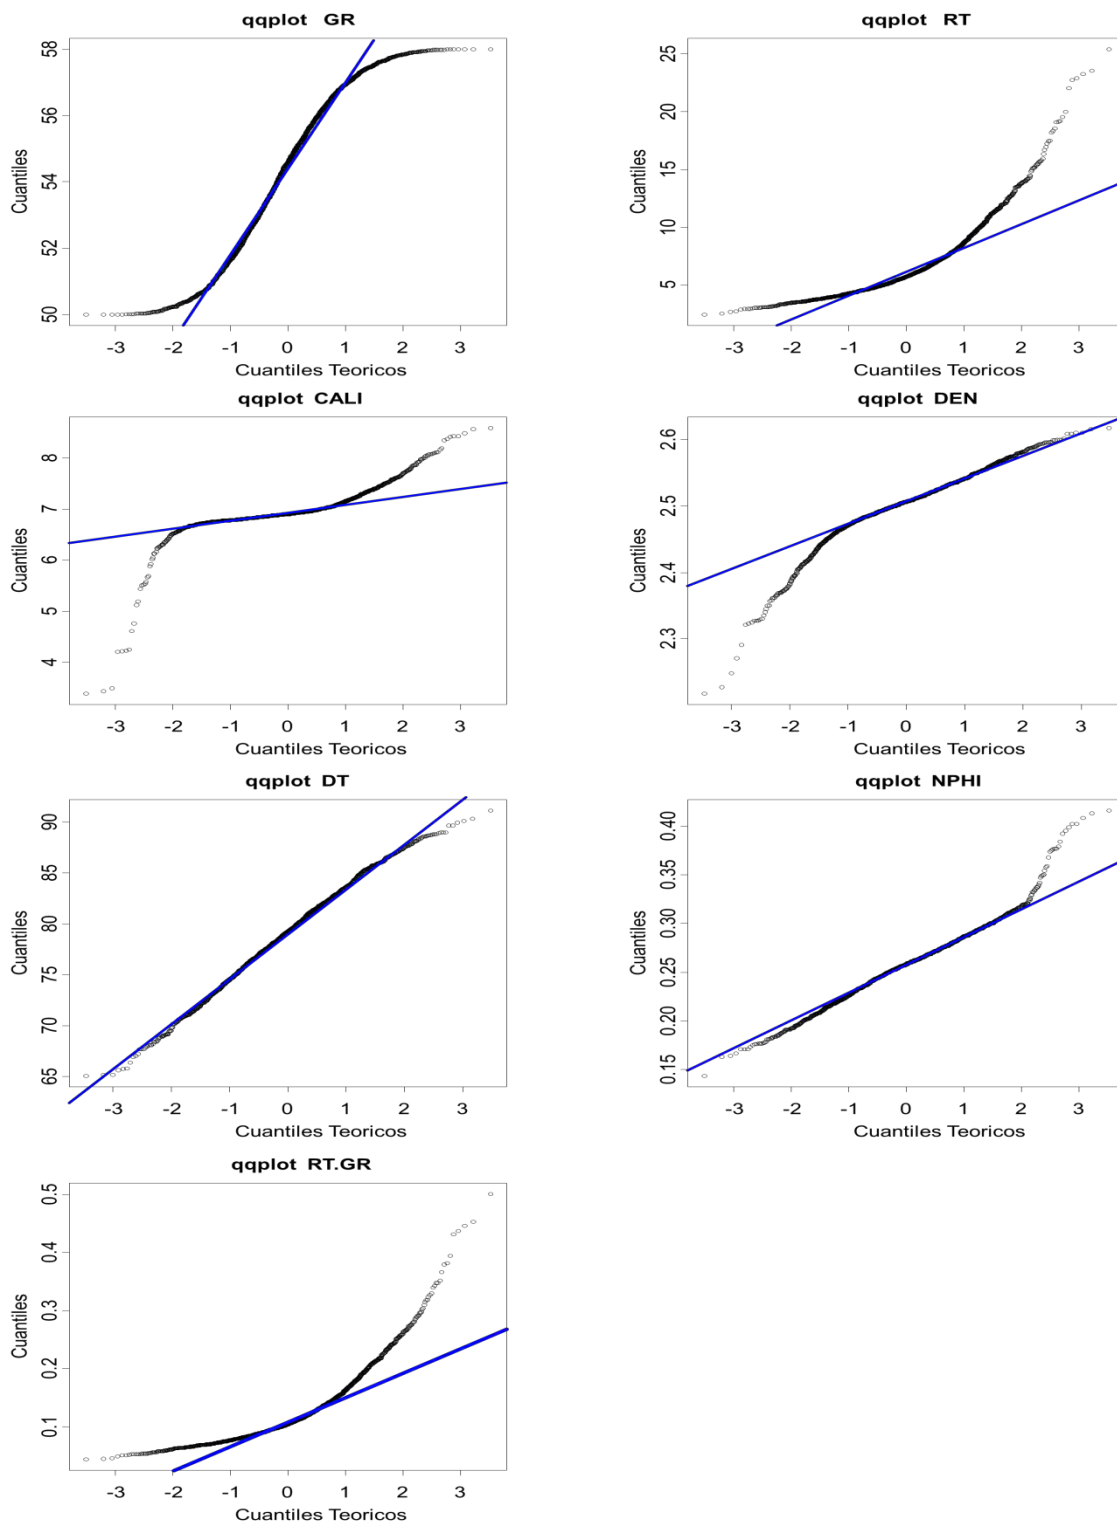 qqplot GR
Cuantiles
58
56
54
52
50
-3 -2 -1 0 1 2 3
Cuantiles Teoricos
qqplot RT
Cuantiles
25
20
15
10
5
-3 -2 -1 0 1 2 3
Cuantiles Teoricos
qqplot CALI
Cuantiles
8
7
6
5
4
-3 -2 -1 0 1 2 3
Cuantiles Teoricos
qqplot DEN
Cuantiles
2.6
2.5
2.4
2.3
-3 -2 -1 0 1 2 3
Cuantiles Teoricos
qqplot DT
Cuantiles
90
85
80
75
70
65
-3 -2 -1 0 1 2 3
Cuantiles Teoricos
qqplot NPHI
Cuantiles
0.40
0.35
0.30
0.25
0.20
0.15
-3 -2 -1 0 1 2 3
Cuantiles Teoricos
qqplot RT.GR
Cuantiles
0.5
0.4
0.3
0.2
0.1
-3 -2 -1 0 1 2 3
Cuantiles Teoricos